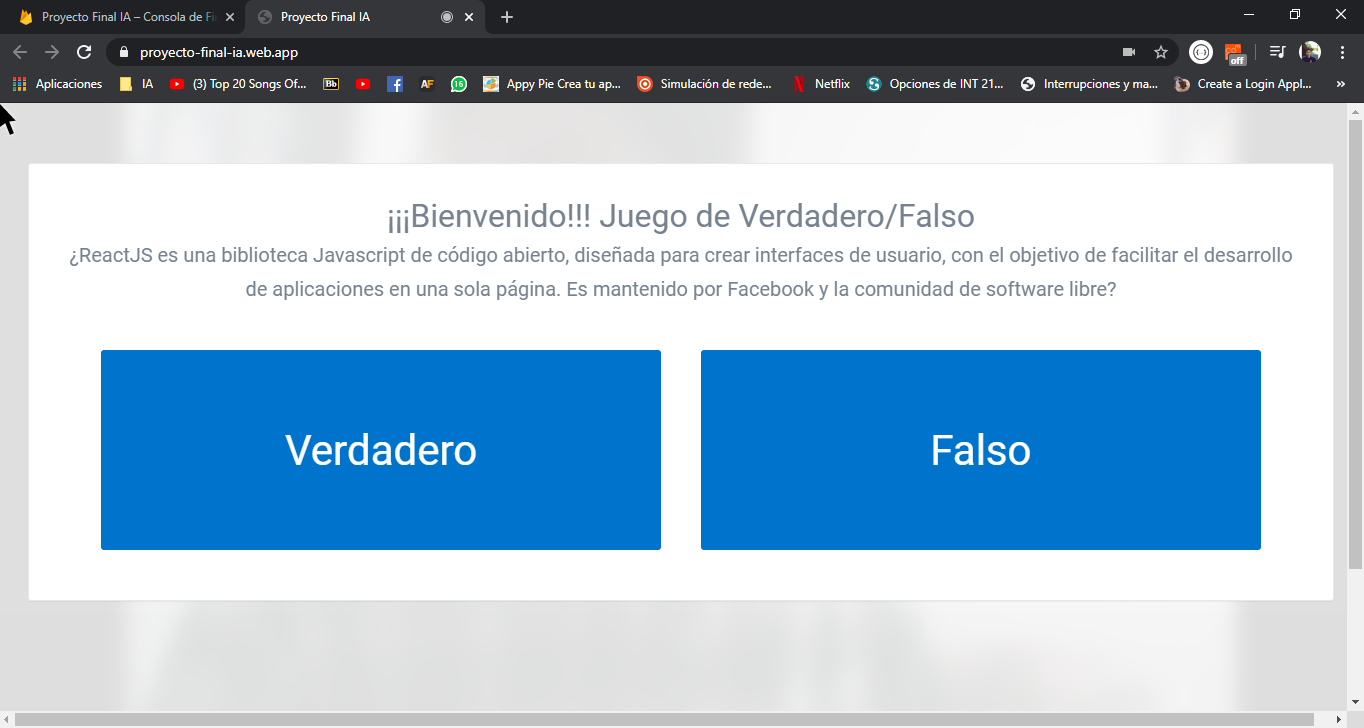 Proyecto Final IA – Consola de Fi
Proyecto Final IA
proyecto-final-ia.web.app
off
Aplicaciones
IA
(3) Top 20 Songs Of...
Bb
AF
16
Appy Pie Crea tu ap...
Simulación de rede...
Netflix
Opciones de INT 21...
Interrupciones y ma...
Create a Login Appl...
»
¡¡¡Bienvenido!!! Juego de Verdadero/Falso
¿ReactJS es una biblioteca Javascript de código abierto, diseñada para crear interfaces de usuario, con el objetivo de facilitar el desarrollo
de aplicaciones en una sola página. Es mantenido por Facebook y la comunidad de software libre?
Verdadero
Falso